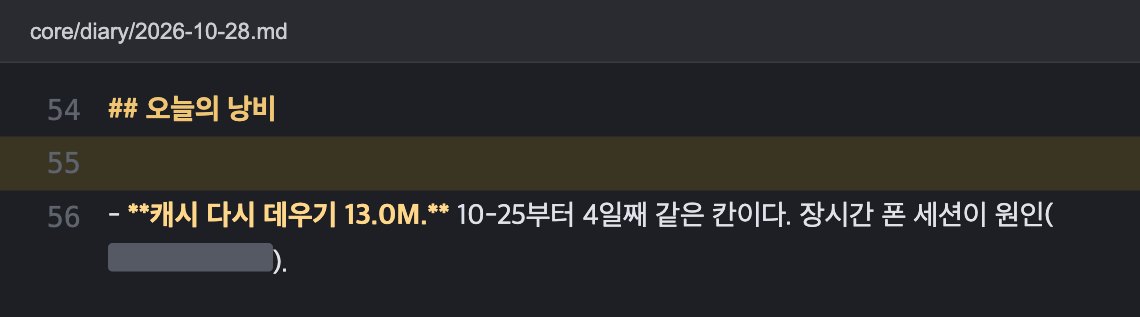 core/diary/2026-10-28.md
54 ## 오늘의 낭비
55
56 - **캐시 다시 데우기 13.0M.** 10-25부터 4일째 같은 칸이다. 장시간 폰 세션이 원인(
).